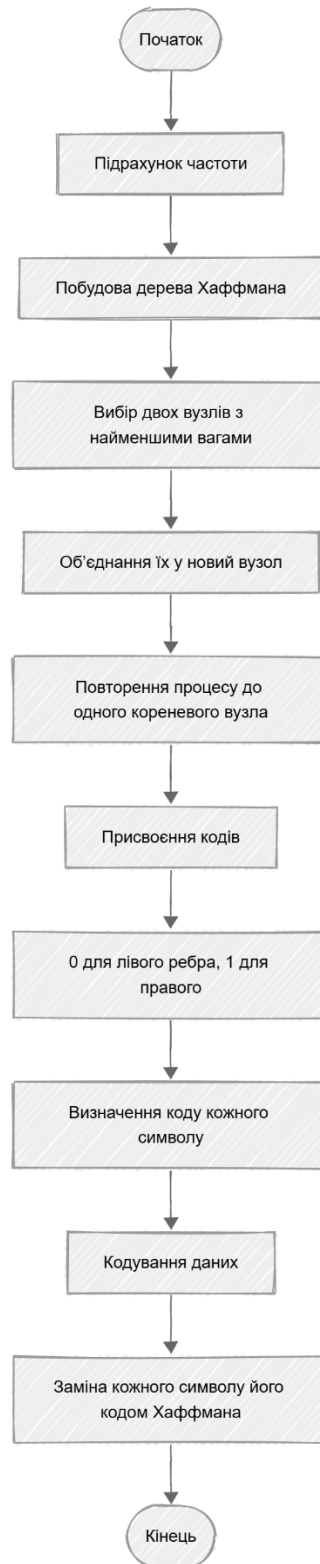 Початок
Підрахунок частоти
Побудова дерева Хаффмана
Вибір двох вузлів з
найменшими вагами
Об’єднання їх у новий вузол
Повторення процесу до
одного кореневого вузла
Присвоєння кодів
0 для лівого ребра, 1 для
правого
Визначення коду кожного
символу
Кодування даних
Заміна кожного символу його
кодом Хаффмана
Кінець